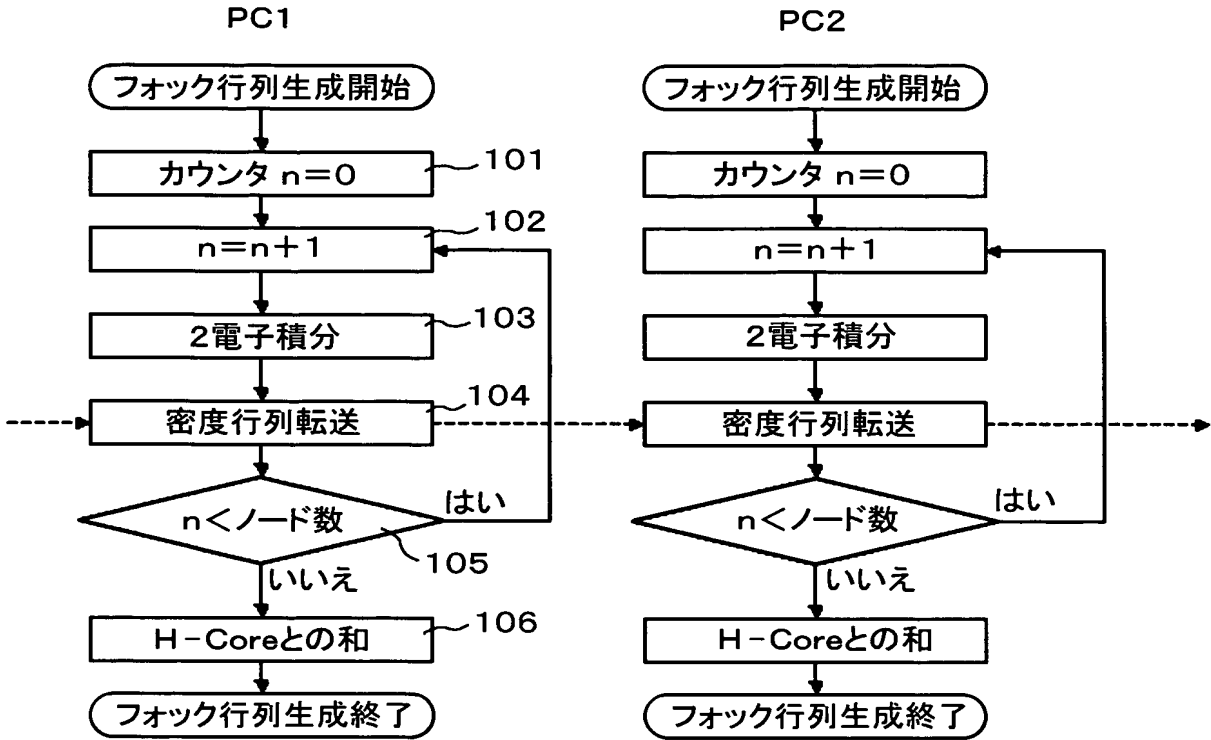 PC1
フォック行列生成開始
カウンタ n=0
101
n=n+1
102
2電子積分
103
密度行列転送
104
n<ノード数
はい
105
いいえ
H-Coreとの和
106
フォック行列生成終了
PC2
フォック行列生成開始
カウンタ n=0
n=n+1
2電子積分
密度行列転送
n<ノード数
はい
いいえ
H-Coreとの和
フォック行列生成終了